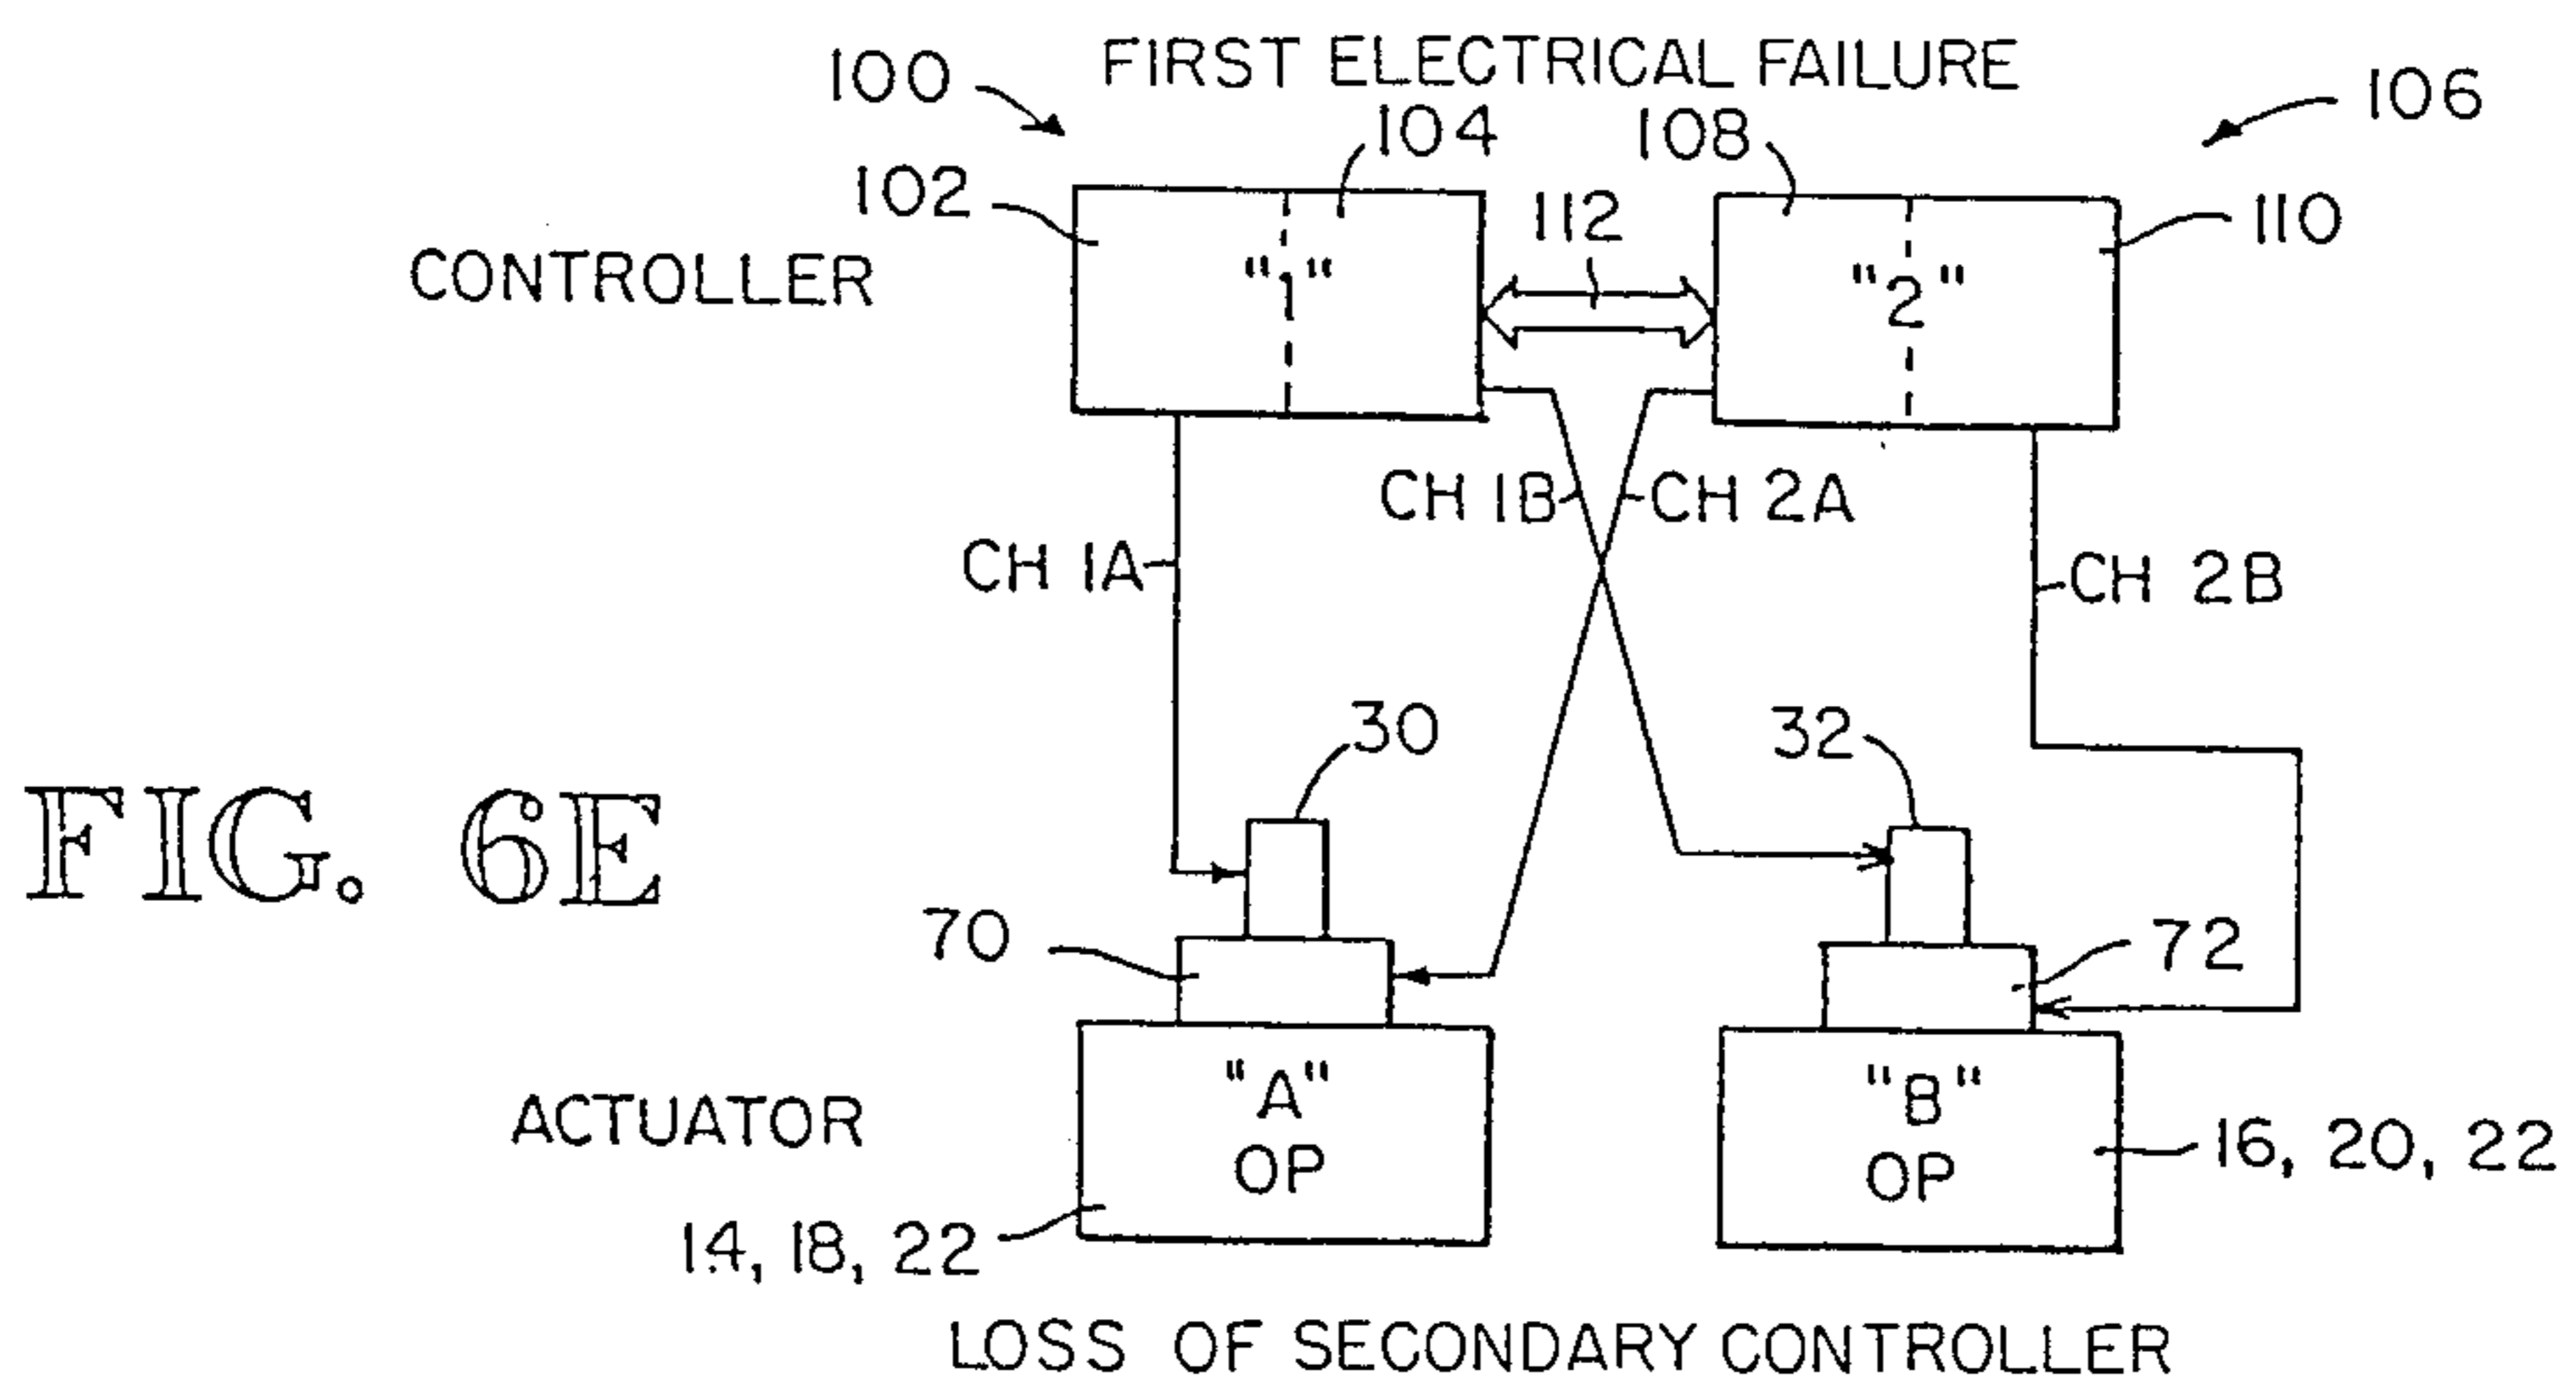 FIRST ELECTRICAL FAILURE
100
106
104
108
102
112
110
CONTROLLER
"1"
"2"
CH 1B
CH 2A
CH 1A
CH 2B
30
32
FIG. 6E
70
72
"A"
OP
"B"
OP
ACTUATOR
16, 20, 22
14, 18, 22
LOSS OF SECONDARY CONTROLLER